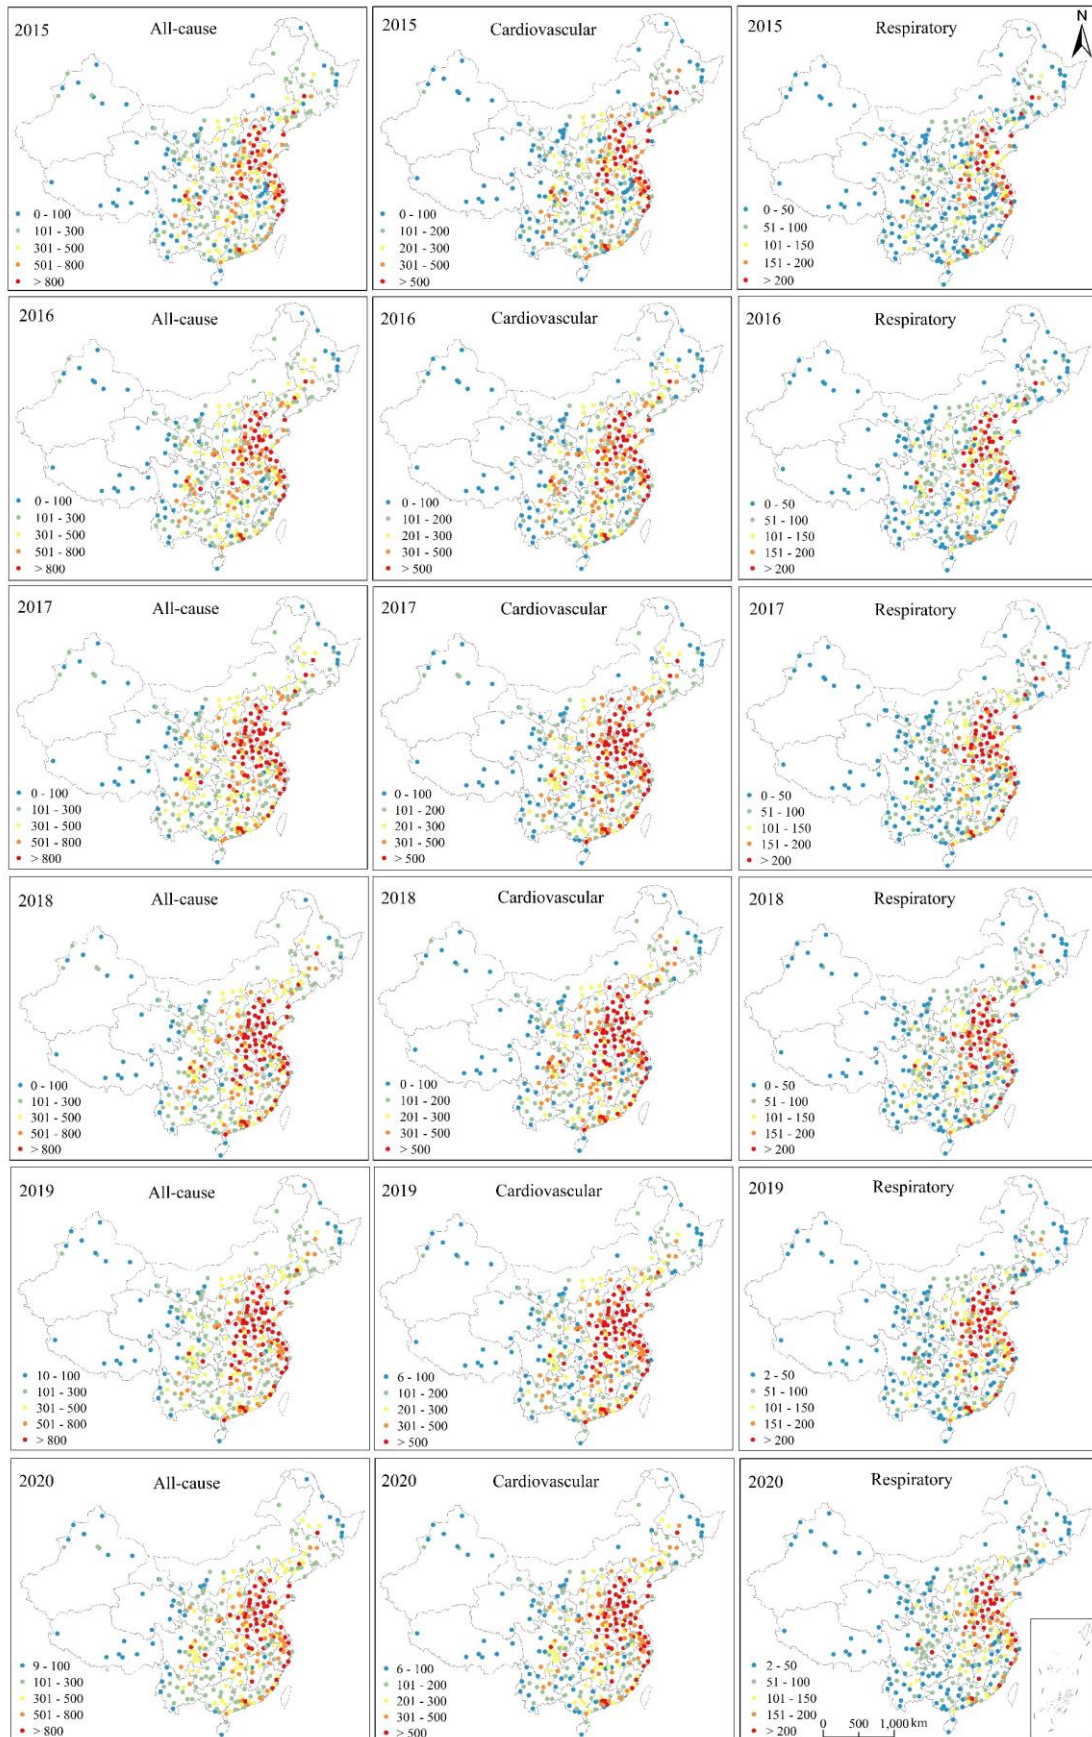 2015 All-cause
0 - 100
101 - 300
301 - 500
501 - 800
> 800
2015 Cardiovascular
0 - 100
101 - 200
201 - 300
301 - 500
> 500
2015 Respiratory
N
0 - 50
51 - 100
101 - 150
151 - 200
> 200
2016 All-cause
0 - 100
101 - 300
301 - 500
501 - 800
> 800
2016 Cardiovascular
0 - 100
101 - 200
201 - 300
301 - 500
> 500
2016 Respiratory
0 - 50
51 - 100
101 - 150
151 - 200
> 200
2017 All-cause
0 - 100
101 - 300
301 - 500
501 - 800
> 800
2017 Cardiovascular
0 - 100
101 - 200
201 - 300
301 - 500
> 500
2017 Respiratory
0 - 50
51 - 100
101 - 150
151 - 200
> 200
2018 All-cause
0 - 100
101 - 300
301 - 500
501 - 800
> 800
2018 Cardiovascular
0 - 100
101 - 200
201 - 300
301 - 500
> 500
2018 Respiratory
0 - 50
51 - 100
101 - 150
151 - 200
> 200
2019 All-cause
10 - 100
101 - 300
301 - 500
501 - 800
> 800
2019 Cardiovascular
6 - 100
101 - 200
201 - 300
301 - 500
> 500
2019 Respiratory
2 - 50
51 - 100
101 - 150
151 - 200
> 200
2020 All-cause
9 - 100
101 - 300
301 - 500
501 - 800
> 800
2020 Cardiovascular
6 - 100
101 - 200
201 - 300
301 - 500
> 500
2020 Respiratory
2 - 50
51 - 100
101 - 150
151 - 200
> 200
0 500 1,000 km